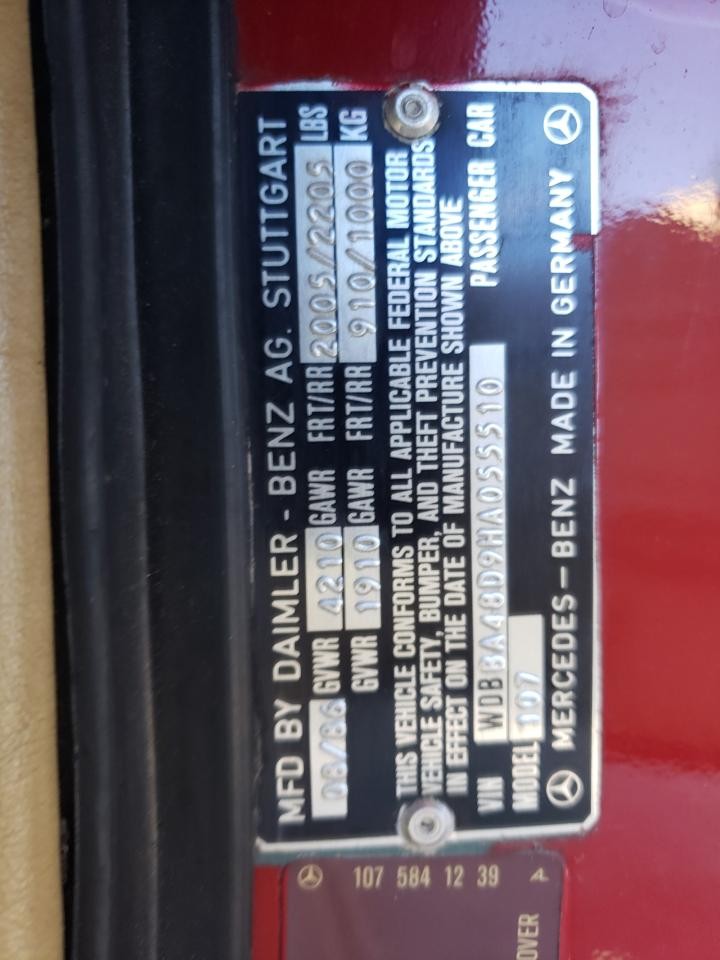 MFD BY DAIMLER - BENZ AG. STUTTGART
08/86 GVWR 4210 GAWR FRT/RR 2005/2205 LBS
GVWR 1910 GAWR FRT/RR 910/1000 KG
THIS VEHICLE CONFORMS TO ALL APPLICABLE FEDERAL MOTOR
VEHICLE SAFETY, BUMPER, AND THEFT PREVENTION STANDARDS
IN EFFECT ON THE DATE OF MANUFACTURE SHOWN ABOVE
VIN WDBBA48D9HA055510 PASSENGER CAR
MODEL 107
MERCEDES-BENZ MADE IN GERMANY
107 584 12 39
OVER